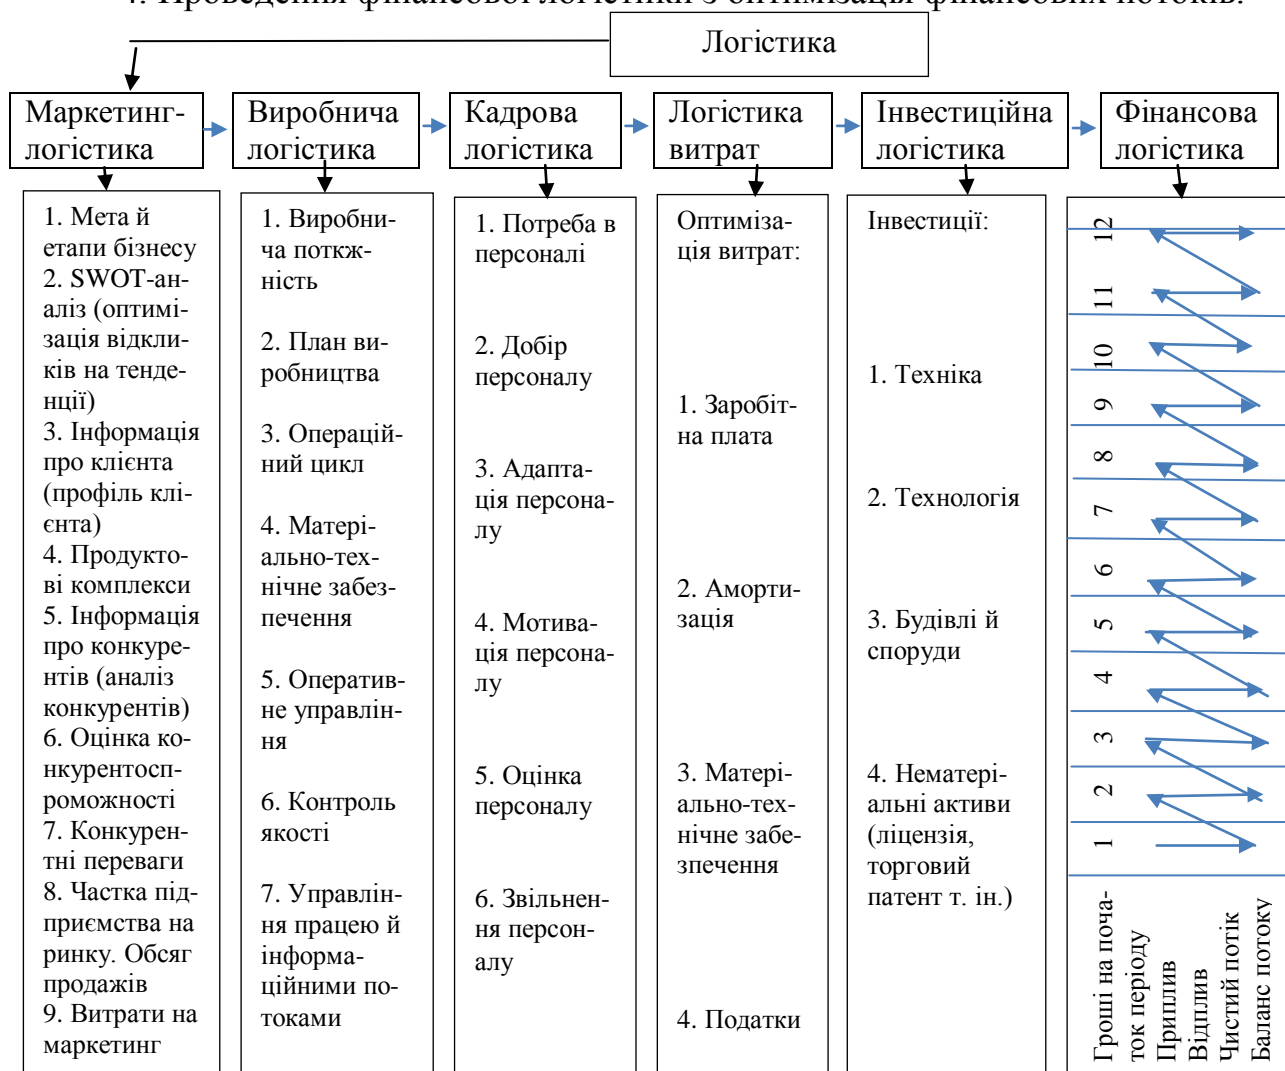 4. Проведення фінансової логістики з оптимізація фінансових потоків.
Логістика
Маркетинг-
логістика
Виробнича
логістика
Кадрова
логістика
Логістика
витрат
Інвестиційна
логістика
Фінансова
логістика
1. Мета й
етапи бізнесу
2. SWOT-ан-
аліз (оптимі-
зація відкли-
ків на тенде-
нції)
3. Інформація
про клієнта
(профіль клі-
єнта)
4. Продукто-
ві комплекси
5. Інформація
про конкуре-
нтів (аналіз
конкурентів)
6. Оцінка ко-
нкурентосп-
роможності
7. Конкурен-
тні переваги
8. Частка під-
приємства на
ринку. Обсяг
продажів
9. Витрати на
маркетинг
1. Виробни-
ча поткж-
ність
2. План ви-
робництва
3. Операцій-
ний цикл
4. Матері-
ально-тех-
нічне забез-
печення
5. Оператив-
не управлін-
ня
6. Контроль
якості
7. Управлін-
ня працею й
інформа-
ційними по-
токами
1. Потреба в
персоналі
2. Добір
персоналу
3. Адапта-
ція персона-
лу
4. Мотива-
ція персона-
лу
5. Оцінка
персоналу
6. Звільнен-
ня персон-
алу
Оптиміза-
ція витрат:
1. Заробіт-
на плата
2. Аморти-
зація
3. Матері-
ально-тех-
нічне забе-
зпечення
4. Податки
Інвестиції:
1. Техніка
2. Технологія
3. Будівлі й
споруди
4. Нематері-
альні активи
(ліцензія,
торговий
патент т. ін.)
12
11
10
9
8
7
6
5
4
3
2
1
Гроші на поча-
ток періоду
Приплив
Відплив
Чистий потік
Баланс потоку